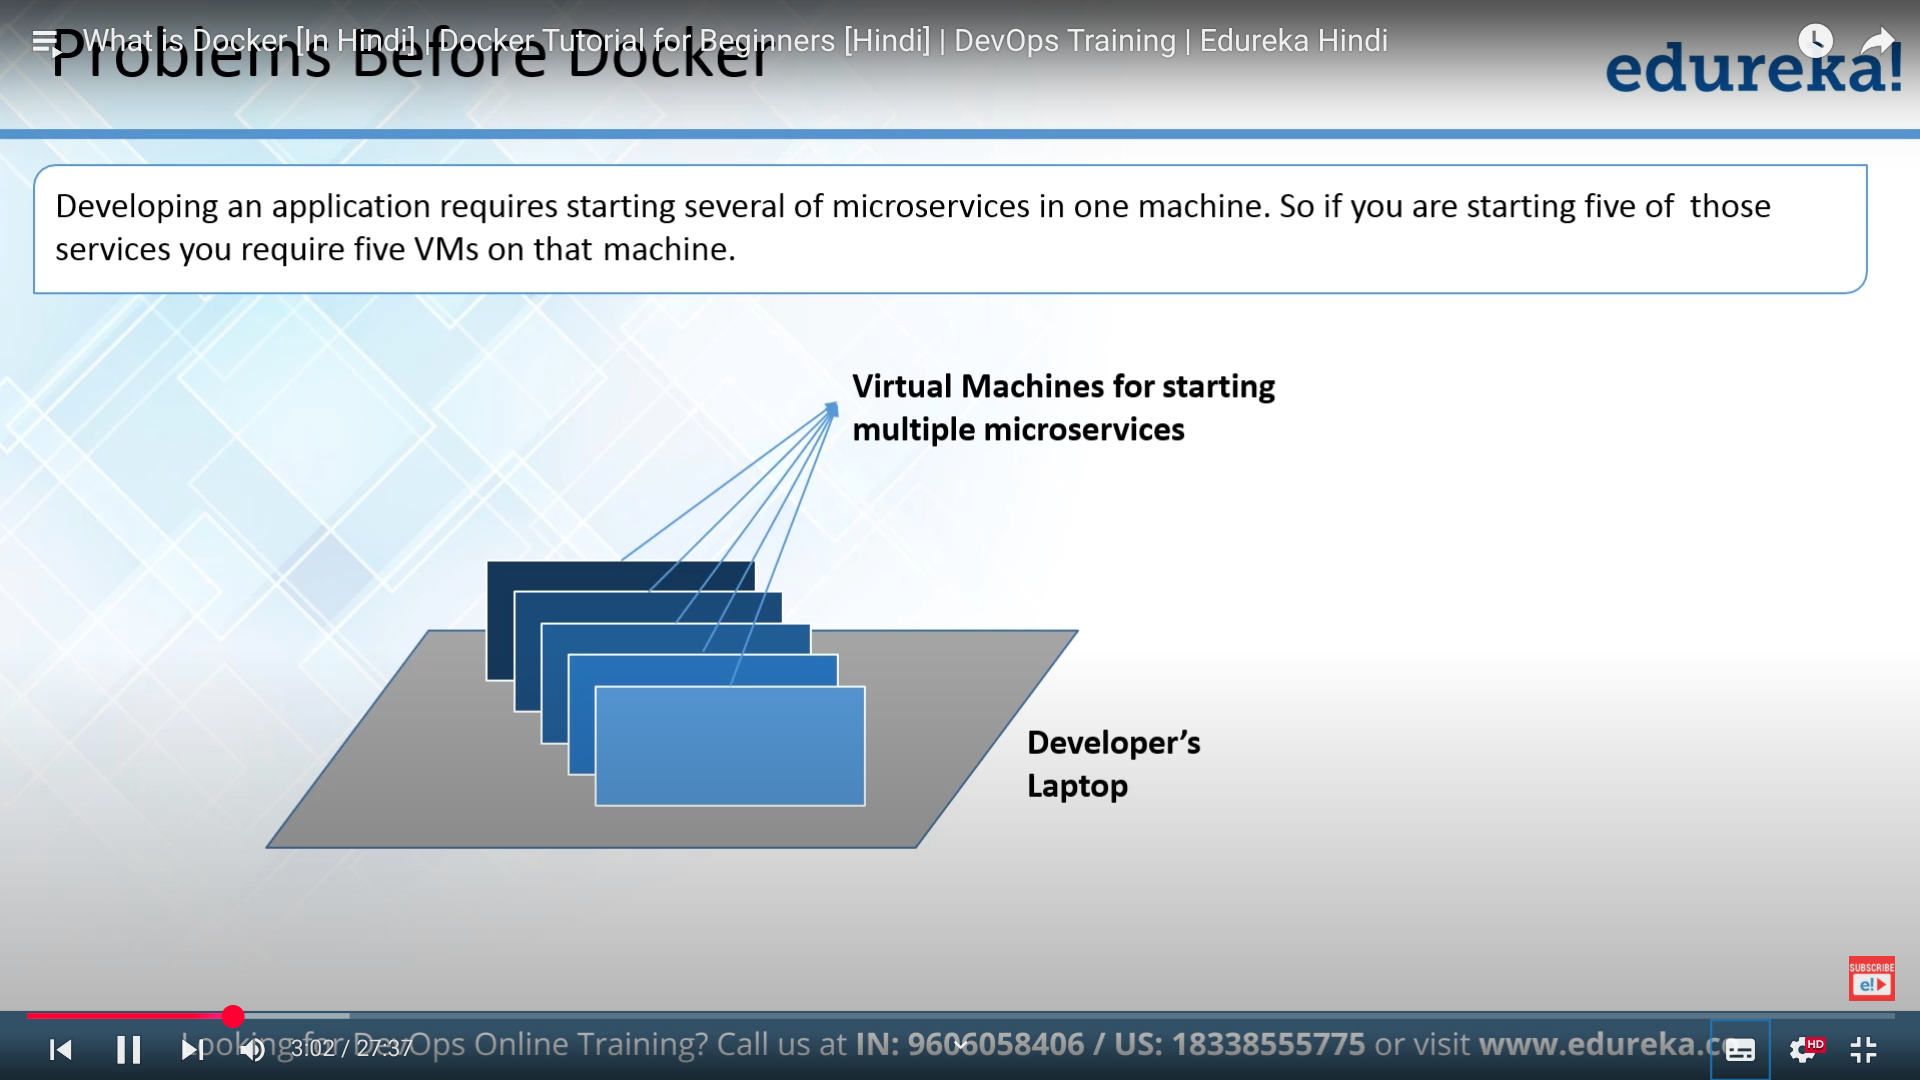 Problems Before Docker
What is Docker [In Hindi] | Docker Tutorial for Beginners [Hindi] | DevOps Training | Edureka Hindi
edureka!
Developing an application requires starting several of microservices in one machine. So if you are starting five of those
services you require five VMs on that machine.
Virtual Machines for starting
multiple microservices
Developer’s
Laptop
SUBSCRIBE
e!
Looking for DevOps Online Training? Call us at IN: 9606058406 / US: 18338555775 or visit www.edureka.c
3:02 / 27:37
HD